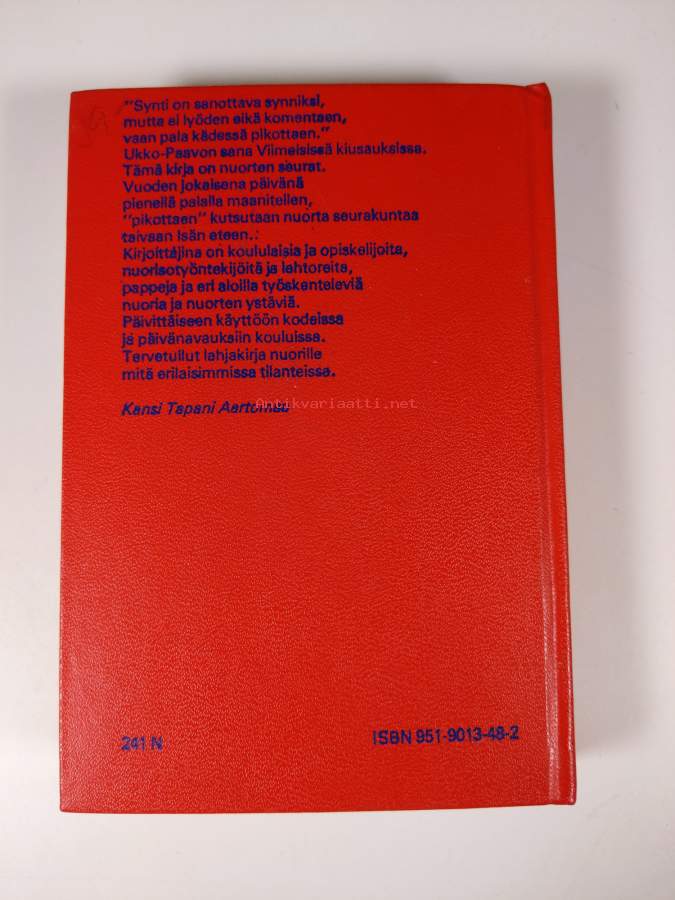 "Synti on sanottava synniksi,
mutta ei lyöden eikä komentaen,
vaan pala kädessä pikottaen."
Ukko-Paavon sana Viimeisissä kiusauksissa.
Tämä kirja on nuorten seurat.
Vuoden jokaisena päivänä
pienellä palalla maanitellen,
"pikottaen" kutsutaan nuorta seurakuntaa
taivaan Isän eteen.
Kirjoittajina on koululaisia ja opiskelijoita,
nuorisotyöntekijöitä ja lehtoreita,
pappeja ja eri aloilla työskenteleviä
nuoria ja nuorten ystäviä.
Päivittäiseen käyttöön kodeissa
ja päivänavauksiin kouluissa.
Tervetullut lahjakirja nuorille
mitä erilaisimmissa tilanteissa.
Kansi Tapani Aartomaa
Antikvariaatti.net
241 N
ISBN 951-9013-48-2